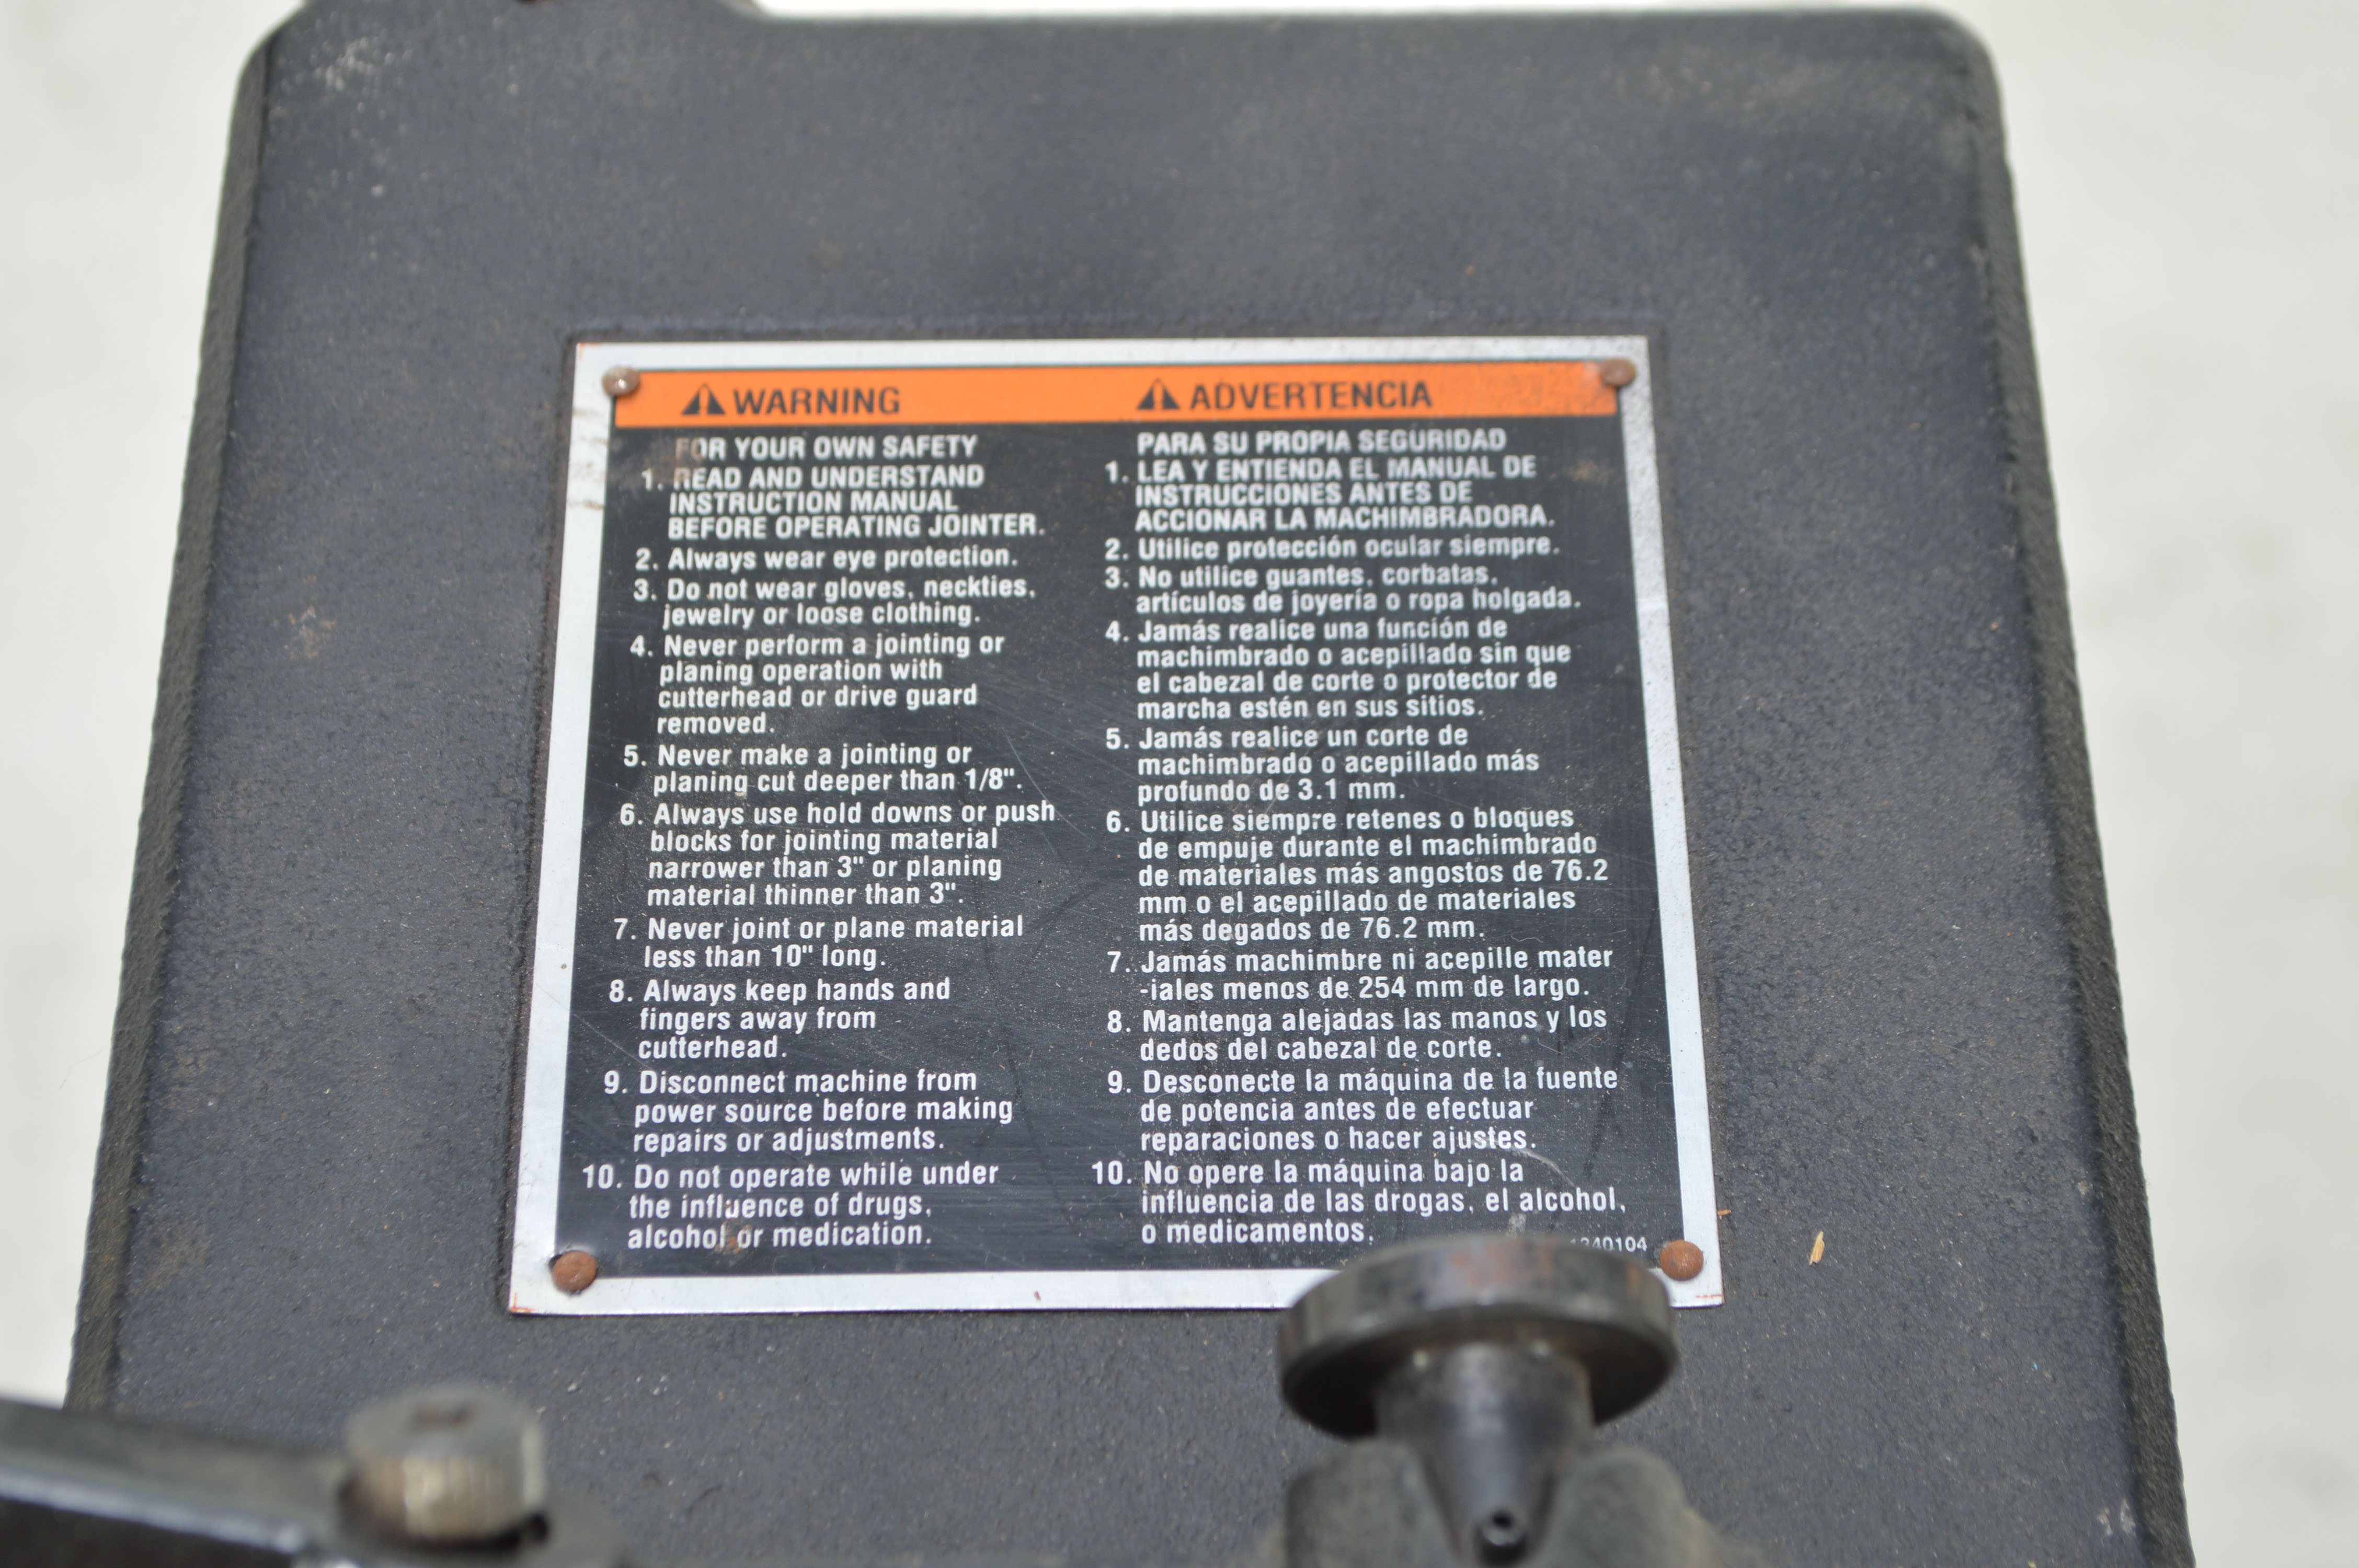 WARNING
FOR YOUR OWN SAFETY
1. READ AND UNDERSTAND
INSTRUCTION MANUAL
BEFORE OPERATING JOINTER.
2. Always wear eye protection.
3. Do not wear gloves, neckties,
jewelry or loose clothing.
4. Never perform a jointing or
planing operation with
cutterhead or drive guard
removed.
5. Never make a jointing or
planing cut deeper than 1/8".
6. Always use hold downs or push
blocks for jointing material
narrower than 3" or planing
material thinner than 3".
7. Never joint or plane material
less than 10" long.
8. Always keep hands and
fingers away from
cutterhead.
9. Disconnect machine from
power source before making
repairs or adjustments.
10. Do not operate while under
the influence of drugs,
alcohol or medication.
ADVERTENCIA
PARA SU PROPIA SEGURIDAD
1. LEA Y ENTIENDA EL MANUAL DE
INSTRUCCIONES ANTES DE
ACCIONAR LA MACHIMBRADORA.
2. Utilice protección ocular siempre.
3. No utilice guantes, corbatas,
artículos de joyería o ropa holgada.
4. Jamás realice una función de
machimbrado o acepillado sin que
el cabezal de corte o protector de
marcha estén en sus sitios.
5. Jamás realice un corte de
machimbrado o acepillado más
profundo de 3.1 mm.
6. Utilice siempre retenes o bloques
de empuje durante el machimbrado
de materiales más angostos de 76.2
mm o el acepillado de materiales
más degados de 76.2 mm.
7. Jamás machimbre ni acepille mater
-iales menos de 254 mm de largo.
8. Mantenga alejadas las manos y los
dedos del cabezal de corte.
9. Desconecte la máquina de la fuente
de potencia antes de efectuar
reparaciones o hacer ajustes.
10. No opere la máquina bajo la
influencia de las drogas, el alcohol,
o medicamentos.